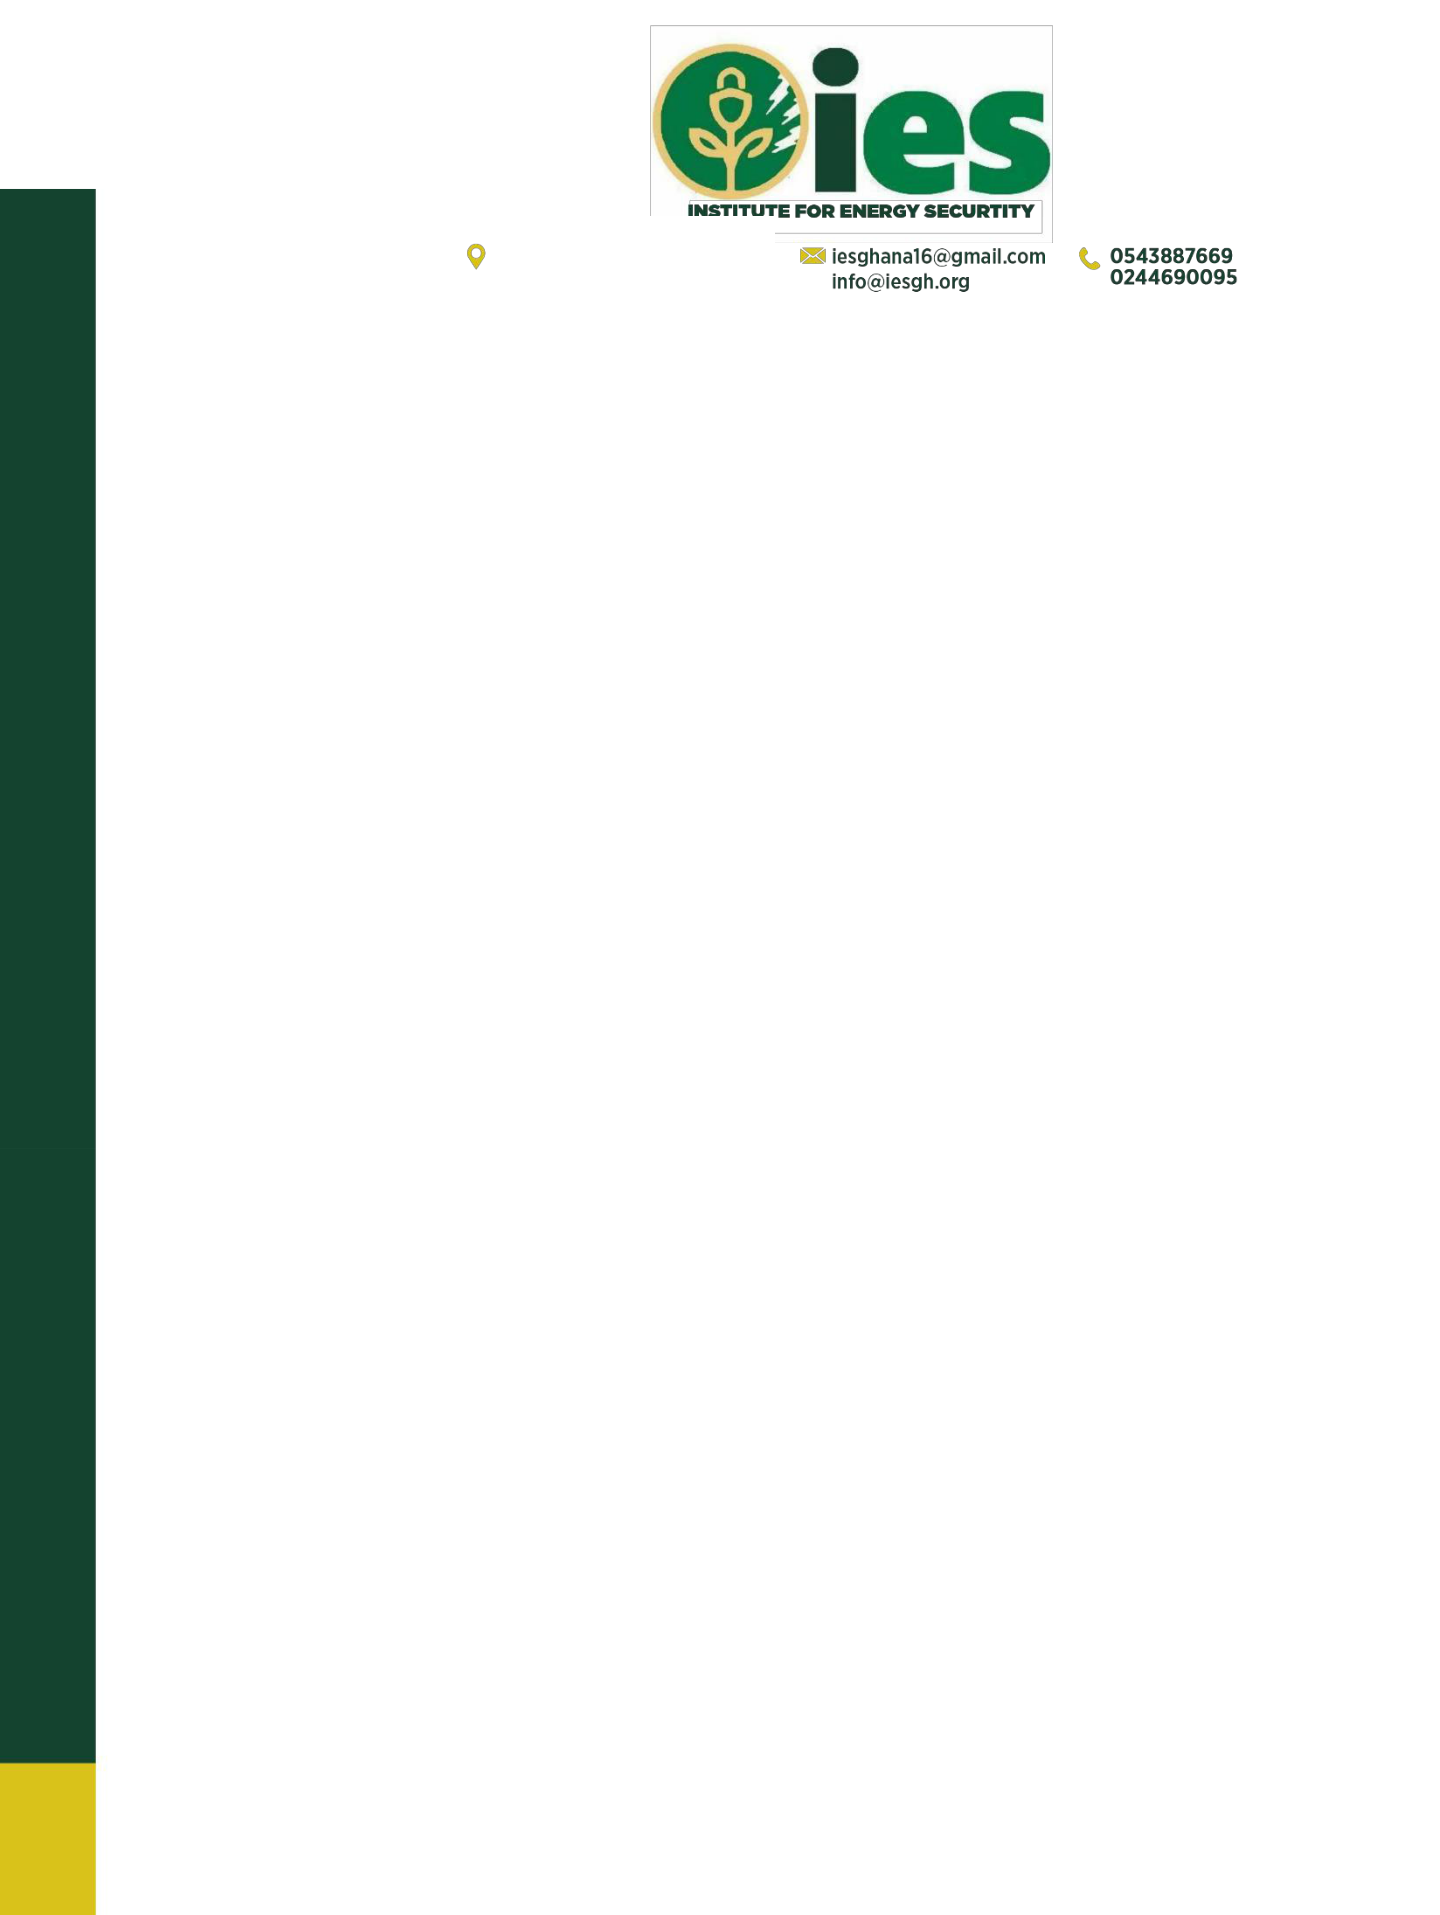 ies
INSTITUTE FOR ENERGY SECURTITY
iesghana16@gmail.com
info@iesgh.org
0543887669
0244690095